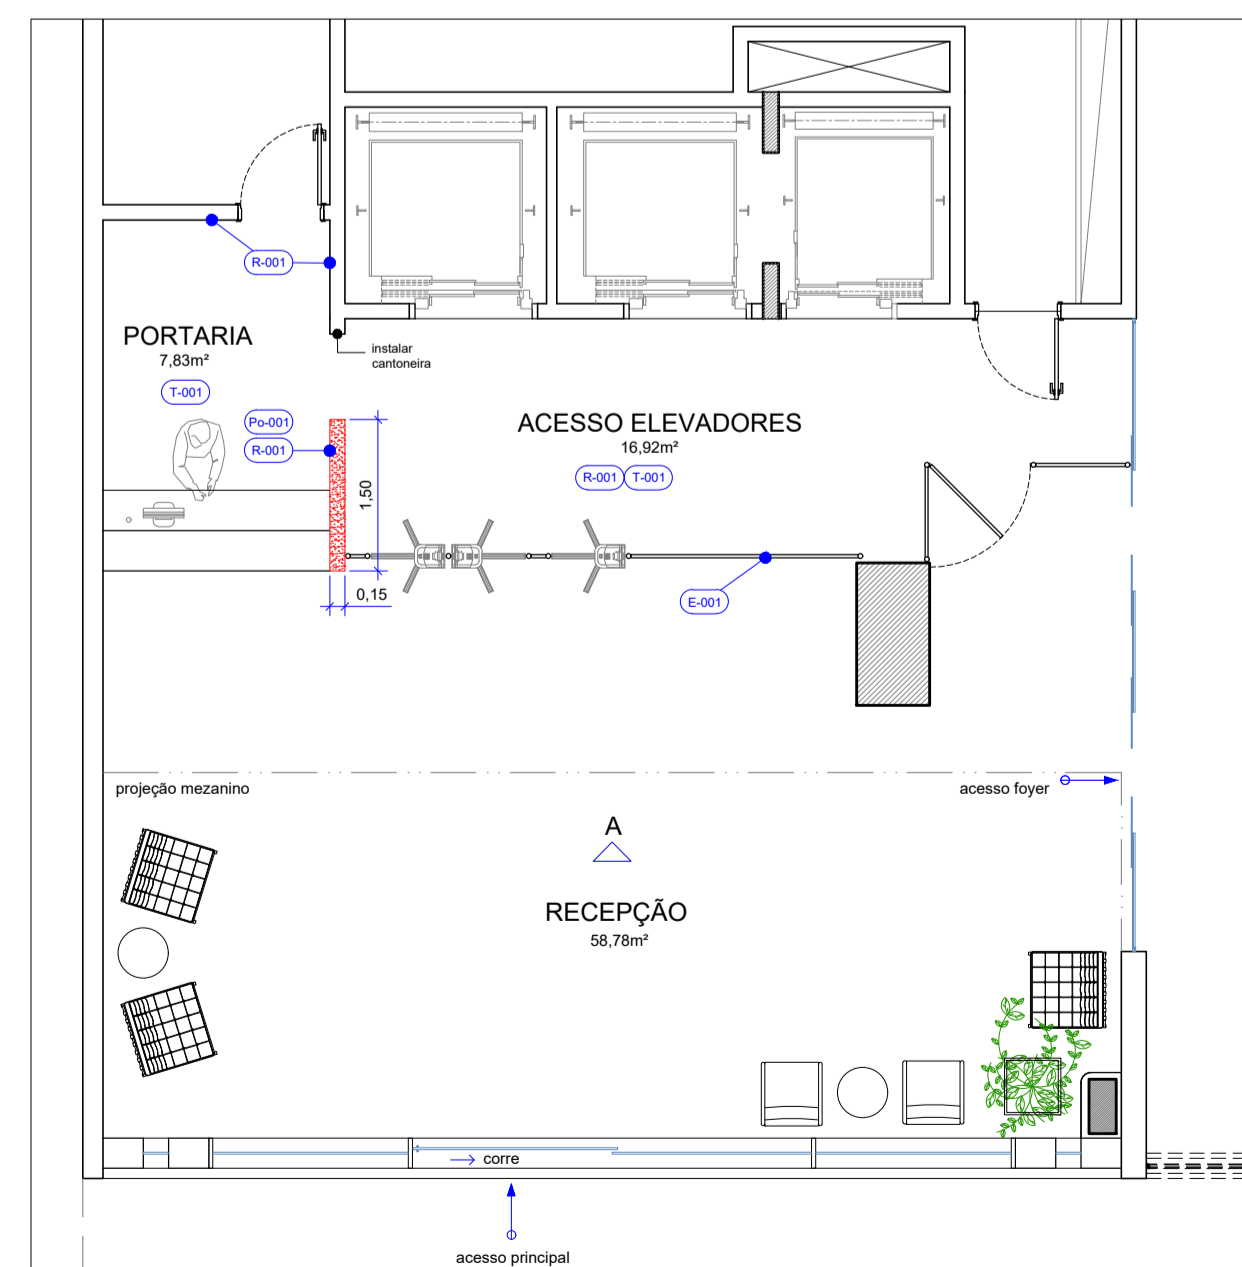 R-001
PORTARIA
7,83m²
T-001
instalar
cantoneira
Po-001
R-001
1,50
0,15
ACESSO ELEVADORES
16,92m²
R-001 T-001
E-001
projeção mezanino
acesso foyer
A
RECEPÇÃO
58,78m²
corre
acesso principal